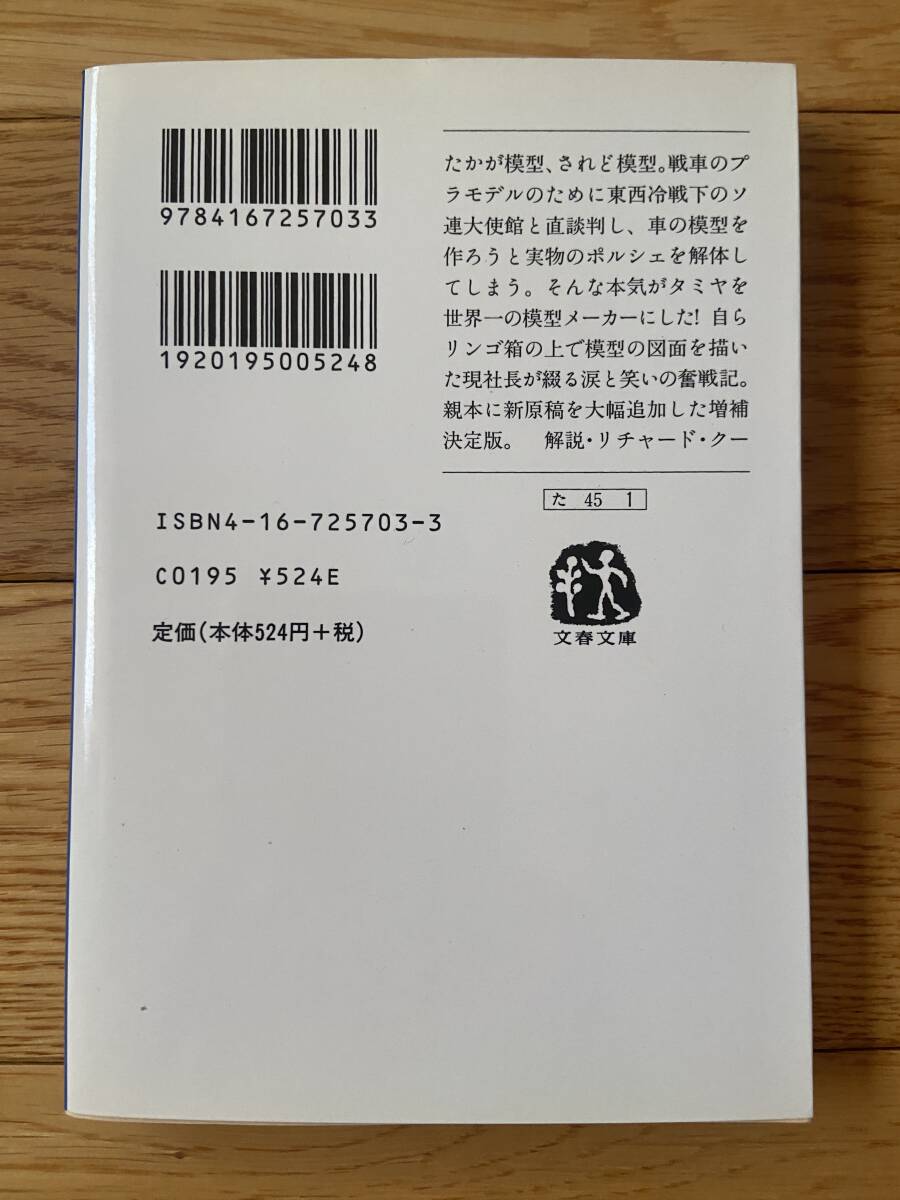 9784167257033
1920195005248
たかが模型、されど模型。戦車のプ
ラモデルのために東西冷戦下のソ
連大使館と直談判し、車の模型を
作ろうと実物のポルシェを解体し
てしまう。そんな本気がタミヤを
世界一の模型メーカーにした! 自ら
リンゴ箱の上で模型の図面を描い
た現社長が綴る涙と笑いの奮戦記。
親本に新原稿を大幅追加した増補
決定版。 解説・リチャード・クー
た 45 1
ISBN4-16-725703-3
C0195 ¥524E
定価(本体524円+税)
文春文庫